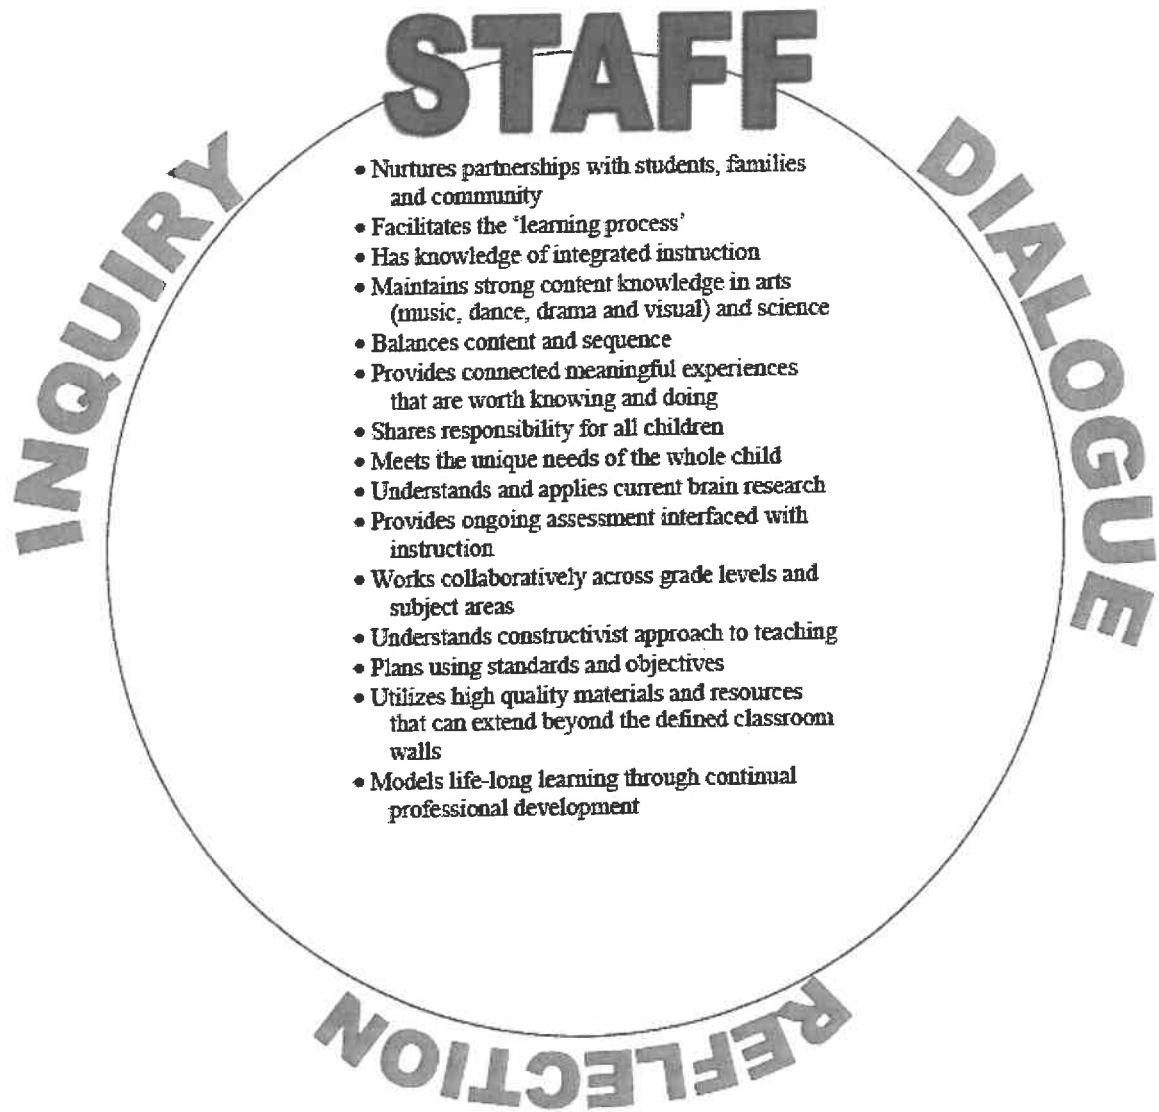 STAFF
INQUIRY
DIALOGUE
• Nurtures partnerships with students, families
and community
• Facilitates the 'learning process'
• Has knowledge of integrated instruction
• Maintains strong content knowledge in arts
(music, dance, drama and visual) and science
• Balances content and sequence
• Provides connected meaningful experiences
that are worth knowing and doing
• Shares responsibility for all children
• Meets the unique needs of the whole child
• Understands and applies current brain research
• Provides ongoing assessment interfaced with
instruction
• Works collaboratively across grade levels and
subject areas
• Understands constructivist approach to teaching
• Plans using standards and objectives
• Utilizes high quality materials and resources
that can extend beyond the defined classroom
walls
• Models life-long learning through continual
professional development
REFLECTION